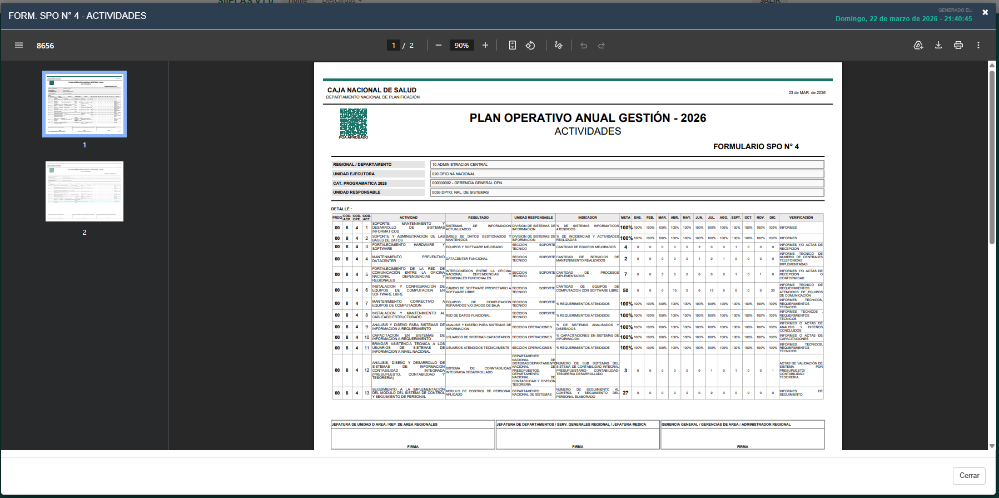 SIIPLAS V1.0 Home Descargas SALIR
FORM. SPO N° 4 - ACTIVIDADES
GENERADO EL:
Domingo, 22 de marzo de 2026 - 21:40:45
8656
1 / 2
90%
1
2
CAJA NACIONAL DE SALUD
DEPARTAMENTO NACIONAL DE PLANIFICACIÓN
23 de MAR. de 2026
POA APROBADO
PLAN OPERATIVO ANUAL GESTIÓN - 2026
ACTIVIDADES
FORMULARIO SPO N° 4
REGIONAL / DEPARTAMENTO 10 ADMINISTRACIóN CENTRAL
UNIDAD EJECUTORA 020 OFICINA NACIONAL
CAT. PROGRAMATICA 2026 000000002 - GERENCIA GENERAL OFN.
UNIDAD RESPONSABLE 0036 DPTO. NAL. DE SISTEMAS
DETALLE :
PROG COD. ACP. COD. OPE. COD. ACT. ACTIVIDAD RESULTADO UNIDAD RESPONSABLE INDICADOR META ENE. FEB. MAR. ABR. MAY. JUN. JUL. AGO. SEPT. OCT. NOV. DIC. VERIFICACIÓN
00 8 4 1 SOPORTE, MANTENIMIENTO Y DESARROLLO DE SISTEMAS INFORMATICOS SISTEMAS DE INFORMACION ACTUALIZADOS DIVISION DE SISTEMAS DE INFORMACION % DE SISTEMAS INFORMATICOS ATENDIDOS 100% 100% 100% 100% 100% 100% 100% 100% 100% 100% 100% 100% 100% INFORMES
00 8 4 2 SOPORTE Y ADMINISTRACION DE LAS BASES DE DATOS BASES DE DATOS GESTIONADOS Y MANTENIDOS DIVISION DE SISTEMAS DE INFORMACION % DE INCIDENCIAS Y ACTIVIDADES REALIZADAS 100% 100% 100% 100% 100% 100% 100% 100% 100% 100% 100% 100% 100% INFORMES
00 8 4 3 FORTALECIMIENTO HARDWARE Y SOFTWARE EQUIPOS Y SOFTWARE MEJORADO SECCION SOPORTE TECNICO CANTIDAD DE EQUIPOS MEJORADOS 4 0 0 0 0 0 3 0 0 1 0 0 0 INFORMES Y/O ACTAS DE RECEPCION
00 8 4 4 MANTENIMIENTO PREVENTIVO DATACENTER DATACENTER FUNCIONAL SECCION SOPORTE TECNICO CANTIDAD DE SERVICIOS DE MANTENIMIENTO REALIZADOS 2 0 0 0 0 0 1 0 1 0 0 0 0 INFORME TECNICO DE NUMERO DE CENTRALES TELEFONICAS IMPLEMENTADAS
00 8 4 5 FORTALECIMIENTO DE LA RED DE COMUNICACIÓN ENTRE LA OFICINA NACIONAL DEPENDENCIAS Y REGIONALES INTERCONEXION ENTRE LA OFICINA NACIONAL DEPENDENCIAS Y REGIONALES FUNCIONALES SECCION SOPORTE TECNICO CANTIDAD DE PROCESOS IMPLEMENTADOS 7 0 0 5 0 0 0 0 0 1 0 1 0 INFORMES Y/O ACTAS DE RECEPCION O CONFORMIDAD
00 8 4 6 INSTALACION Y CONFIGURACION DE EQUIPOS DE COMPUTACION EN SOFTWARE LIBRE CAMBIO DE SOFTWARE PROPIETARIO A SOFTWARE LIBRE SECCION SOPORTE TECNICO CANTIDAD DE EQUIPOS DE COMPUTACION CON SOFTWARE LIBRE 50 0 0 0 15 0 0 15 0 0 0 0 20 INFORME TECNICO DE REQUERIMIENTOS ATENDIDOS DE EQUIPOS DE COMUNICACIÓN
00 8 4 7 MANTENIMIENTO CORRECTIVO A EQUIPOS DE COMPUTACION EQUIPOS DE COMPUTACION REPARADOS Y/O DADOS DE BAJA SECCION SOPORTE TECNICO % REQUERIMIENTOS ATENDIDOS 100% 100% 100% 100% 100% 100% 100% 100% 100% 100% 100% 100% 100% INFORMES TECNICOS, REQUERIMIENTOS TECNICOS
00 8 4 8 INSTALACION Y MANTENIMIENTO AL CABLEADO ESTRUCTURADO RED DE DATOS FUNCIONAL SECCION SOPORTE TECNICO % REQUERIMIENTOS ATENDIDOS 100% 100% 100% 100% 100% 100% 100% 100% 100% 100% 100% 100% 100% INFORMES TECNICOS , REQUERIMIENTOS TECNICOS
00 8 4 9 ANALISIS Y DISEÑO PARA SISTEMAS DE INFORMACION A REQUERIMIENTO ANALISIS Y DISEÑO PARA SISTEMAS DE INFORMACION SECCION OPERACIONES % DE SISTEMAS ANALISADOS Y DISEÑADOS 100% 100% 100% 100% 100% 100% 100% 100% 100% 100% 100% 100% 100% INFORMES O ACTAS DE ANALISIS Y DISEÑOS CONCLUIDOS
00 8 4 10 CAPACITACION EN SISTEMAS DE INFORMACION A REQUERIMIENTO USUARIOS DE SISTEMAS CAPACITADOS SECCION OPERACIONES % CAPACITACIONES EN SISTEMAS DE INFORMACION 100% 100% 100% 100% 100% 100% 100% 100% 100% 100% 100% 100% 100% INFORMES O ACTAS DE CAPACITACIONES
00 8 4 11 BRINDAR ASISTENCIA TECNICA A LOS USUARIOS DE SISTEMAS DE INFORMACION A NIVEL NACIONAL USUARIOS ATENDIDOS TECNICAMENTE SECCION OPERACIONES % REQUERIMIENTOS ATENDIDOS 100% 100% 100% 100% 100% 100% 100% 100% 100% 100% 100% 100% 100% INFORMES TECNICOS, REQUERIMIENTOS TECNICOS
00 8 4 12 ANALISIS, DISEÑO Y DESARROLLO DE SISTEMAS DE INFORMACION CONTABILIDAD INTEGRADA (PRESUPUESTO, CONTABILIDAD Y TESORERIA) SISTEMA DE CONNTABILIDAD INTEGRADA DESARROLLADO DEPARTAMENTO NACIONAL DE SISTEMAS,DEPARTAMENTO NACIONAL DE PRESUPUESTOS, DEPARTAMENTO NACIONAL DE CONTABILIDAD Y DIVISION TESORERIA NÚMERO DE SUB SISTEMAS DEL SISTEMA DE CONTABILIDAD INTEGRAL PRESUPUESTARIO- CONTABILIDAD- TESORERIA DESARROLLADO 3 0 0 0 0 0 0 1 0 1 0 0 1 ACTAS DE VALIDACIÓN DE SISTEMA POR PRESUPUESTO/ CONTABILIDAD/ TESORERIA
00 8 4 13 SEGUIMIENTO A LA IMPLEMENTACIÓN DEL MODULO DEL SISTEMA DE CONTROL Y SEGUIMIENTO DE PERSONAL MODULO DE CONTROL DE PERSONAL APLICADO DEPARTAMENTO NACIONAL DE SISTEMAS NÚMERO DE SEGUIMIENTO AL CONTROL Y SEGUIMIENTO DEL PERSONAL ELABORADO 27 0 0 0 9 0 0 9 0 0 9 0 0 INFORMES DE SEGUIMIENTO
JEFATURA DE UNIDAD O AREA / REP. DE AREA REGIONALES JEFATURA DE DEPARTAMENTOS / SERV. GENERALES REGIONAL / JEFATURA MEDICA GERENCIA GENERAL / GERENCIAS DE AREA / ADMINISTRADOR REGIONAL
FIRMA FIRMA FIRMA
Cerrar